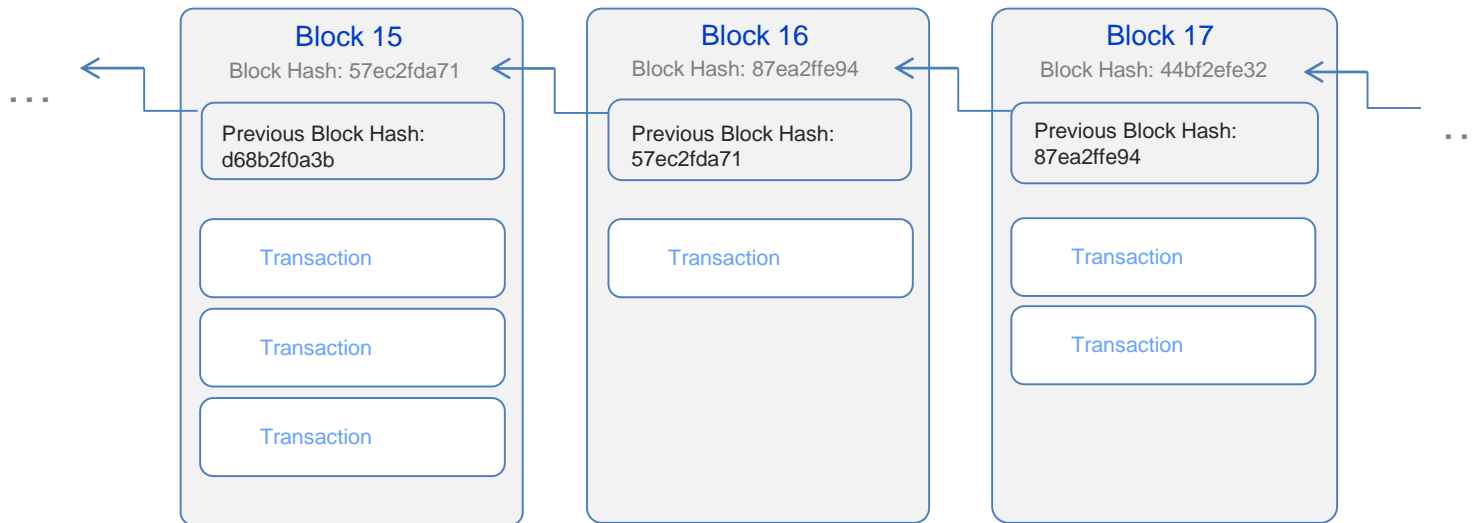 ...
Block 15
Block Hash: 57ec2fda71
Previous Block Hash:
d68b2f0a3b
Transaction
Transaction
Transaction
Block 16
Block Hash: 87ea2ffe94
Previous Block Hash:
57ec2fda71
Transaction
Block 17
Block Hash: 44bf2efe32
Previous Block Hash:
87ea2ffe94
Transaction
Transaction
..